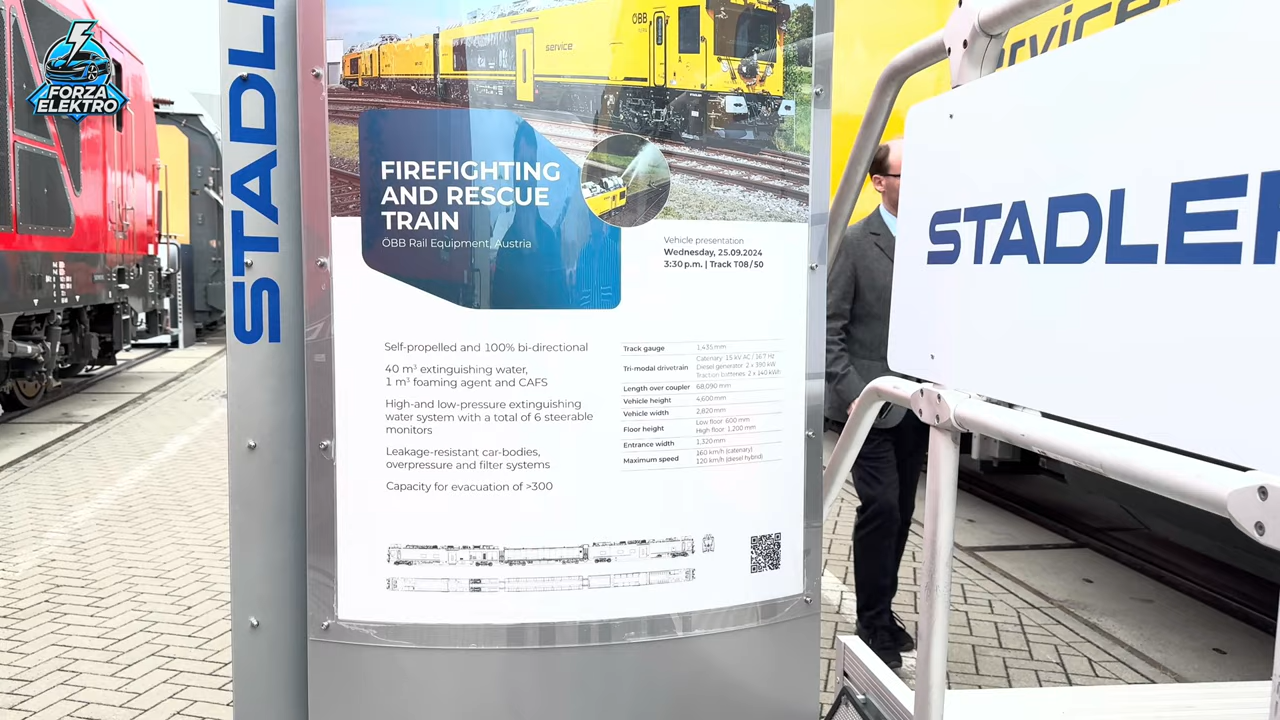 FORZA
ELEKTRO
STADL
ÖBB
service
FIREFIGHTING
AND RESCUE
TRAIN
ÖBB Rail Equipment, Austria
Vehicle presentation
Wednesday, 25.09.2024
3:30 p.m. | Track T08/50
Self-propelled and 100% bi-directional
40 m³ extinguishing water,
1 m³ foaming agent and CAFS
High-and low-pressure extinguishing
water system with a total of 6 steerable
monitors
Leakage-resistant car-bodies,
overpressure and filter systems
Capacity for evacuation of >300
Track gauge 1,435 mm
Tri-modal drivetrain Catenary: 15 kV AC / 16.7 Hz
Diesel generator: 2 x 390 kW
Traction batteries: 2 x 140 kWh
Length over coupler 68,090 mm
Vehicle height 4,600 mm
Vehicle width 2,820 mm
Floor height Low floor: 600 mm
High floor: 1,200 mm
Entrance width 1,320 mm
Maximum speed 160 km/h (catenary)
120 km/h (diesel hybrid)
rvice
STADLER